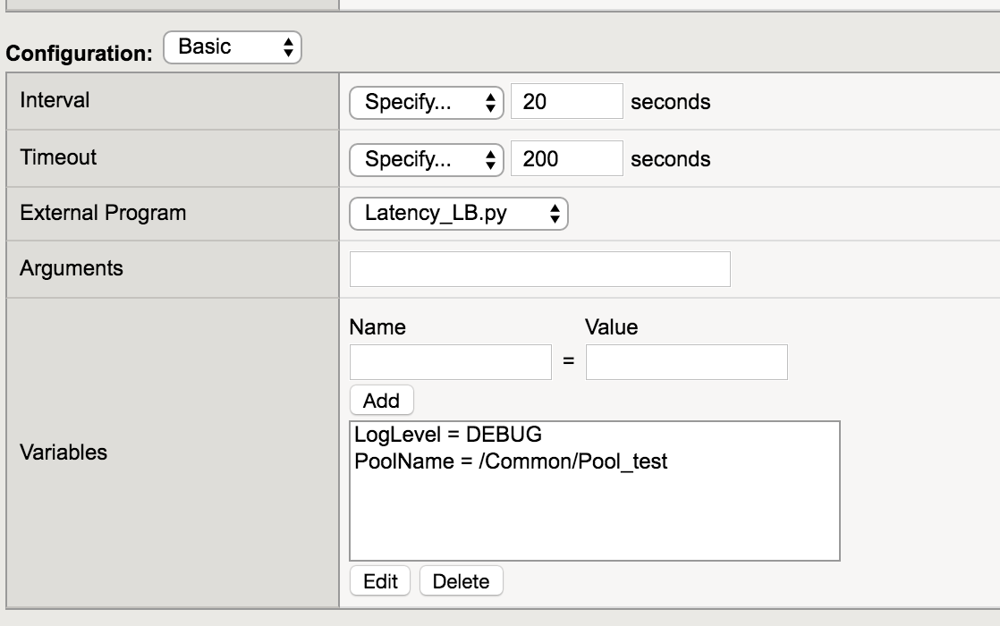 Configuration: Basic
Interval Specify... 20 seconds
Timeout Specify... 200 seconds
External Program Latency_LB.py
Arguments
Name Value
=
Add
Variables
LogLevel = DEBUG
PoolName = /Common/Pool_test
Edit Delete